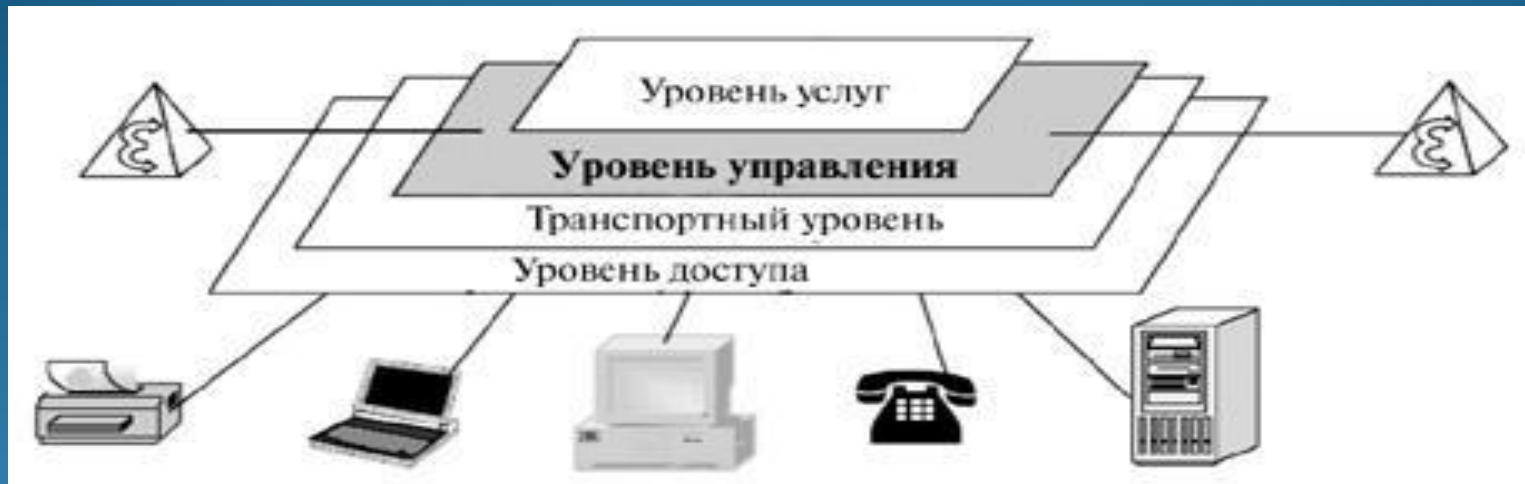 Уровень услуг
Уровень управления
Транспортный уровень
Уровень доступа